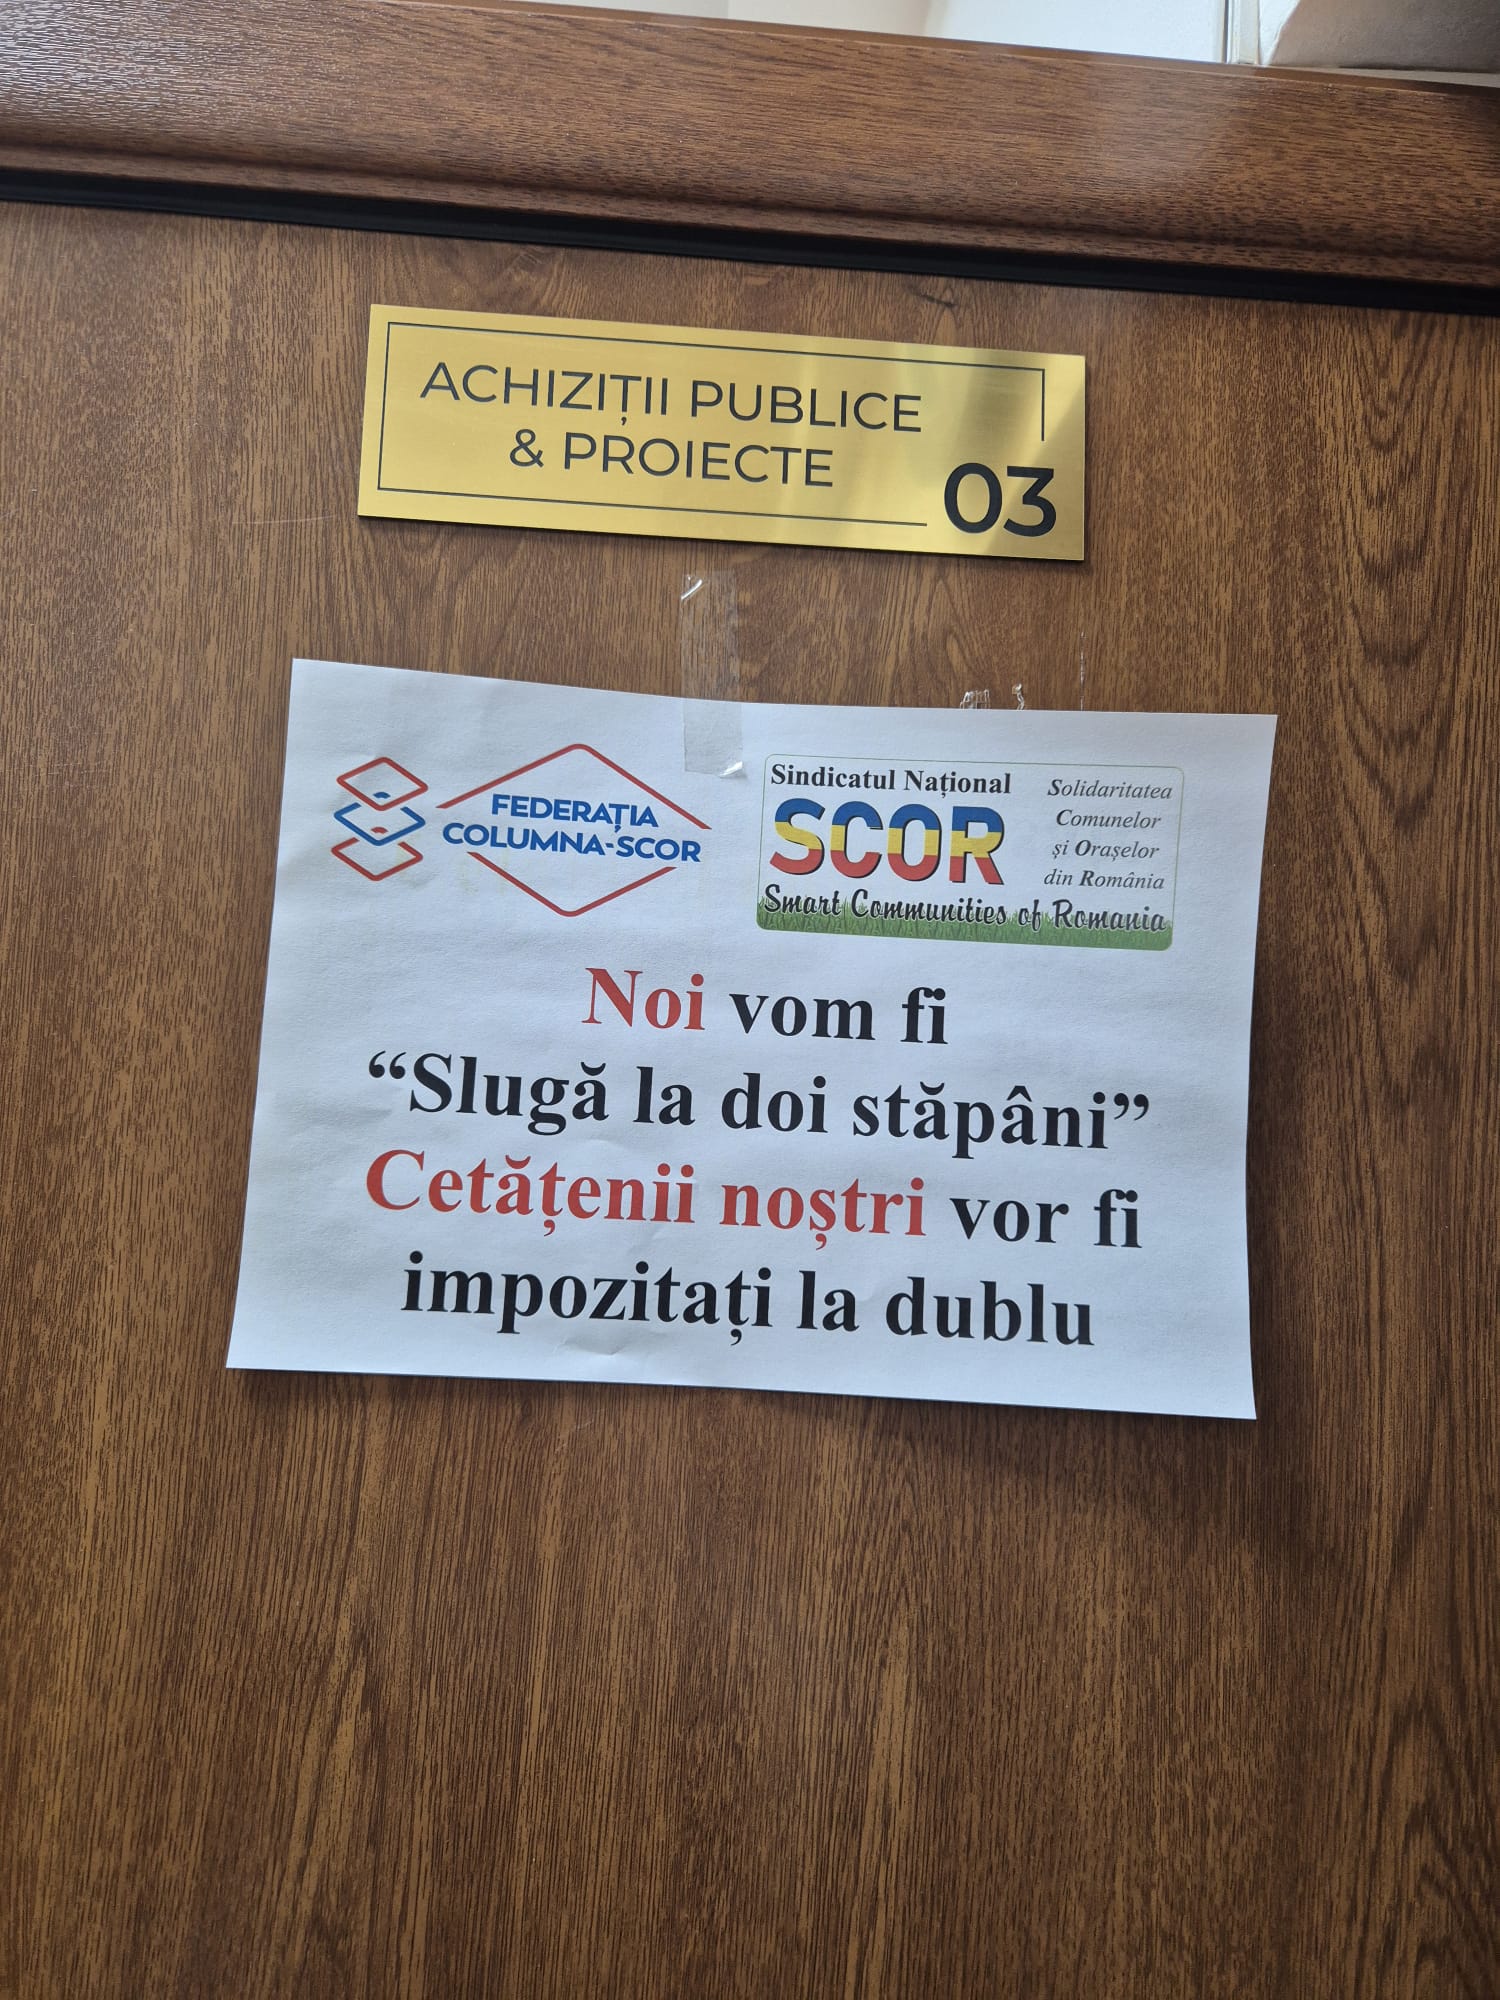 ACHIZIȚII PUBLICE
& PROIECTE
03
FEDERAȚIA
COLUMNA-SCOR
Sindicatul Național
SCOR
Solidaritatea
Comunelor
și Orașelor
din România
Smart Communities of Romania
Noi vom fi
“Slugă la doi stăpâni”
Cetățenii noștri vor fi
impozitați la dublu